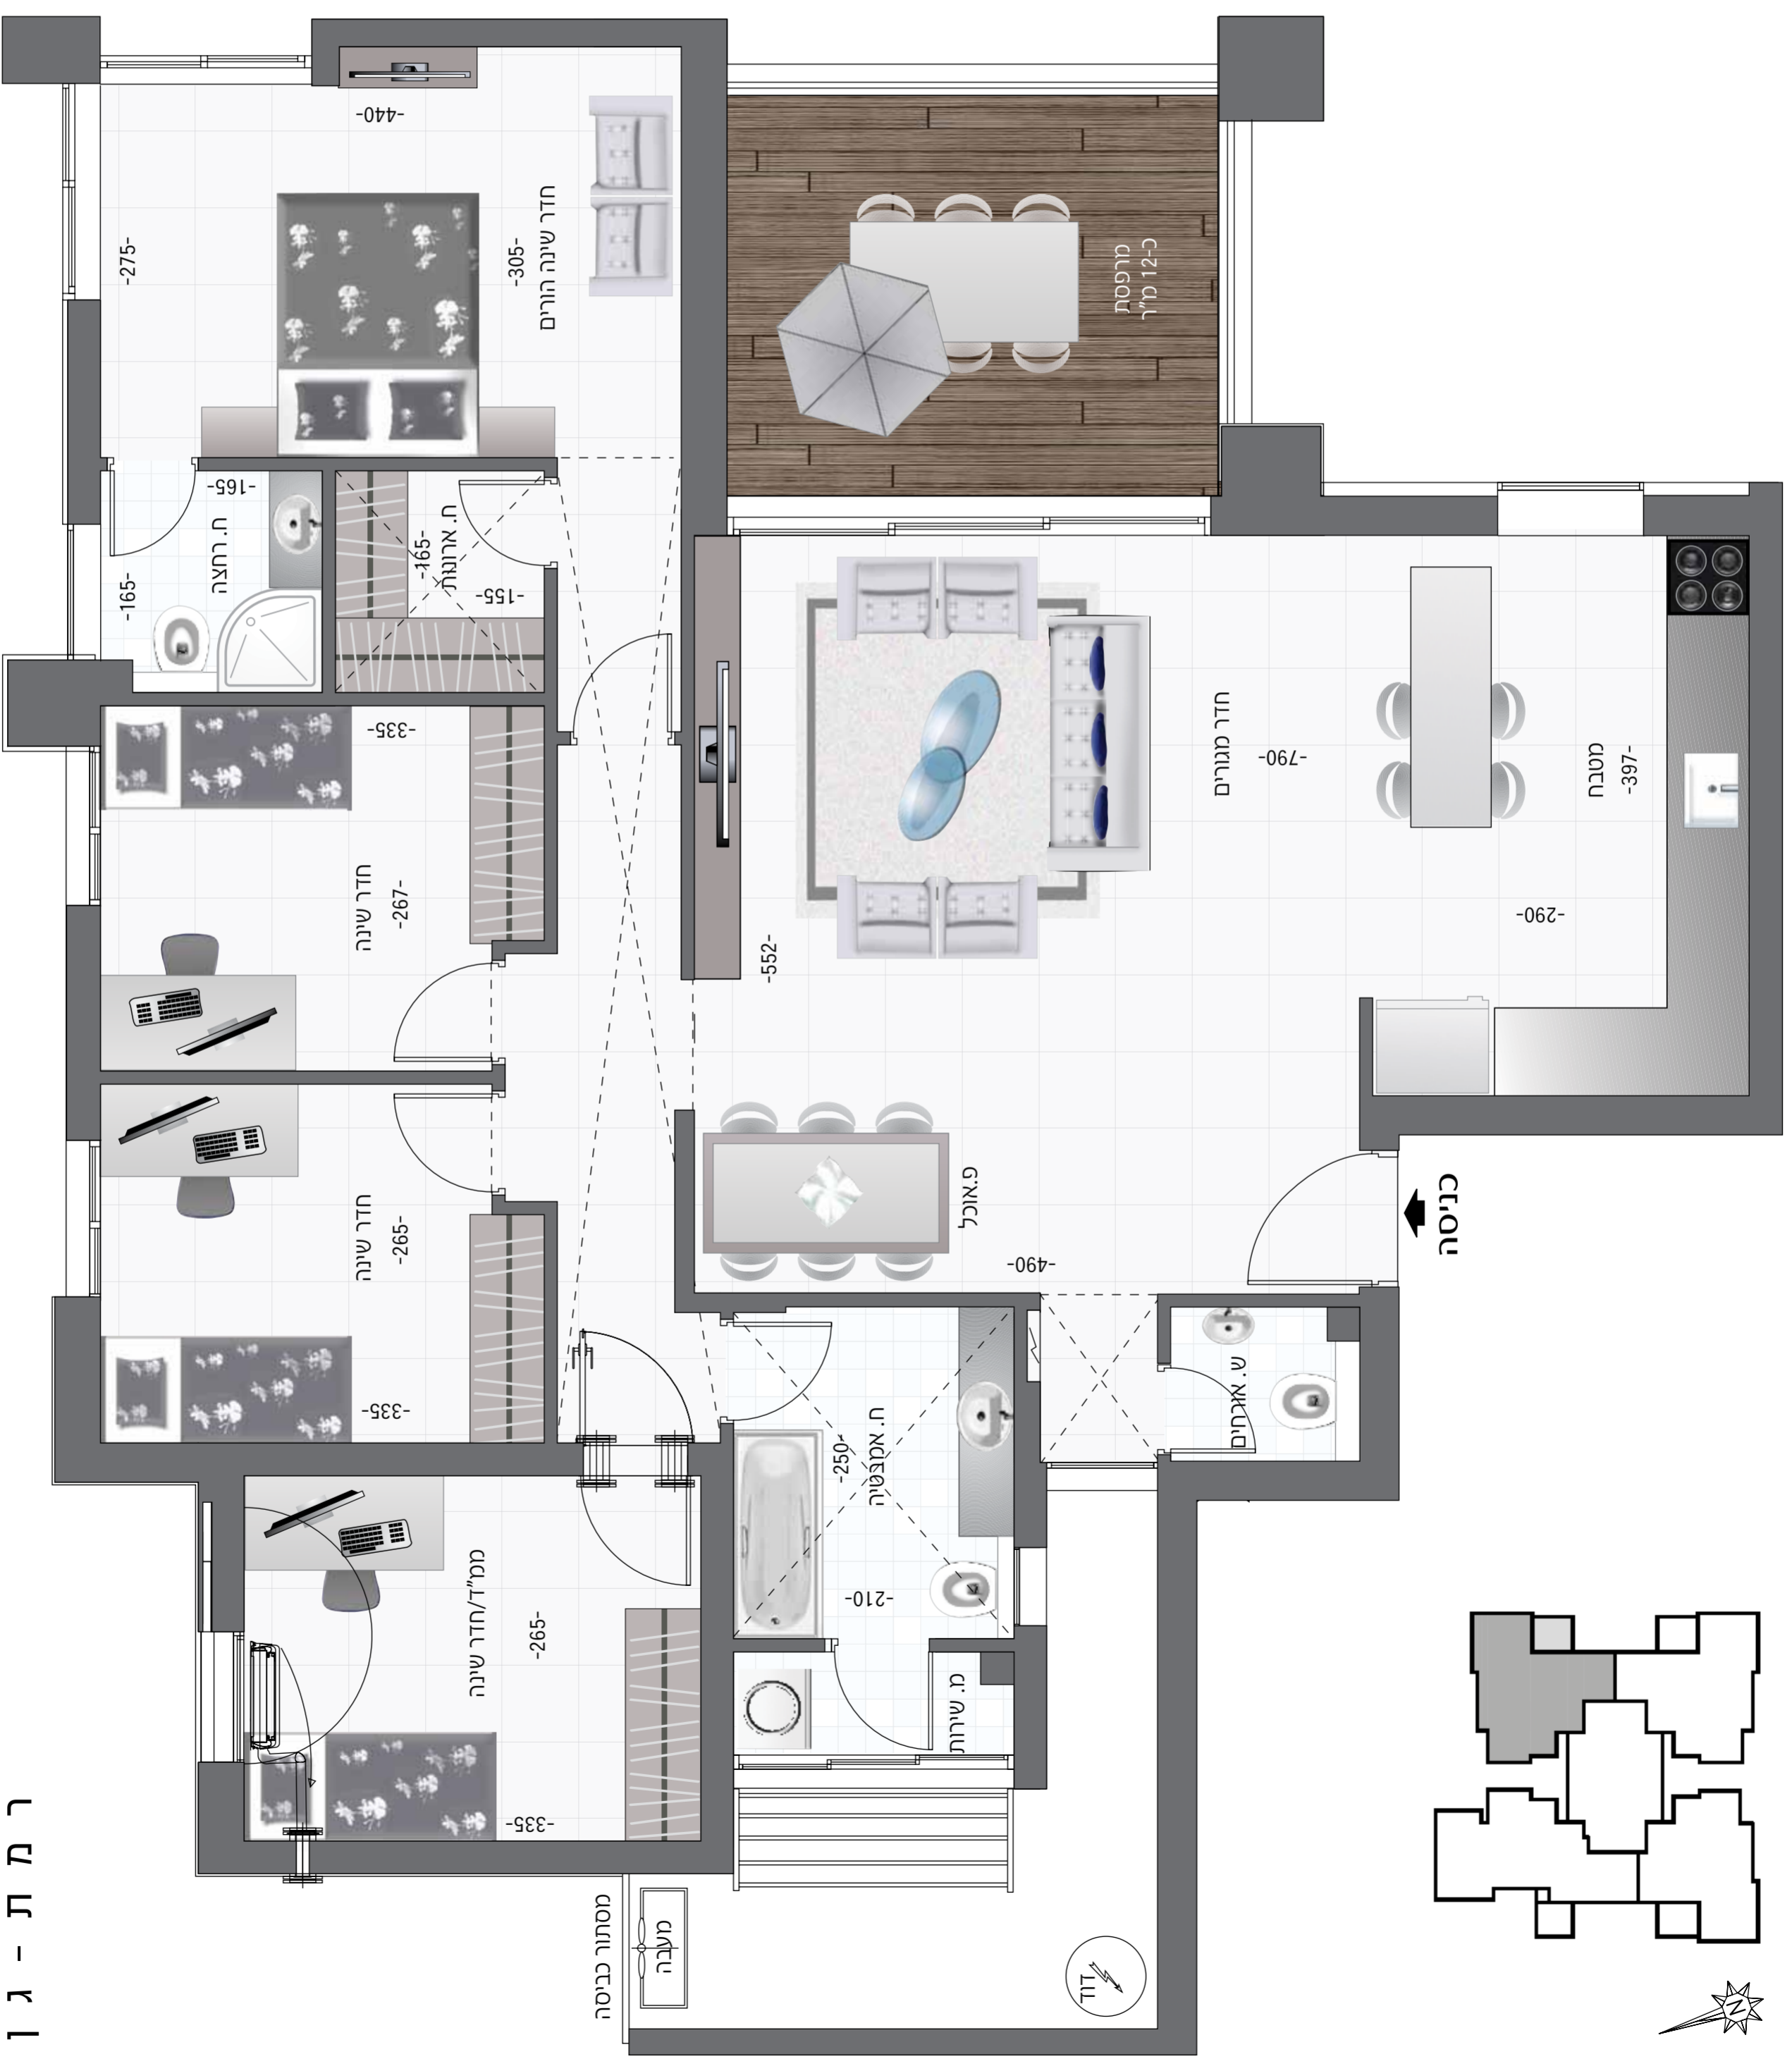 -440-
-275-
-305-
חדר שינה הורים
מרפסת
כ-12 מ"ר
-165-
ח. רחצה
-165-
-165-
ח. ארונות
-155-
-335-
חדר שינה
-267-
חדר מגורים
-790-
מטבח
-397-
-290-
-552-
פ.אוכל
-490-
כניסה
חדר שינה
-265-
-335-
ש. אורחים
-250-
ח. אמבטיה
-210-
ממ"ד/חדר שינה
-265-
-335-
מ. שירות
מסתור כביסה
מעבה
דוד
N
רמת-גן